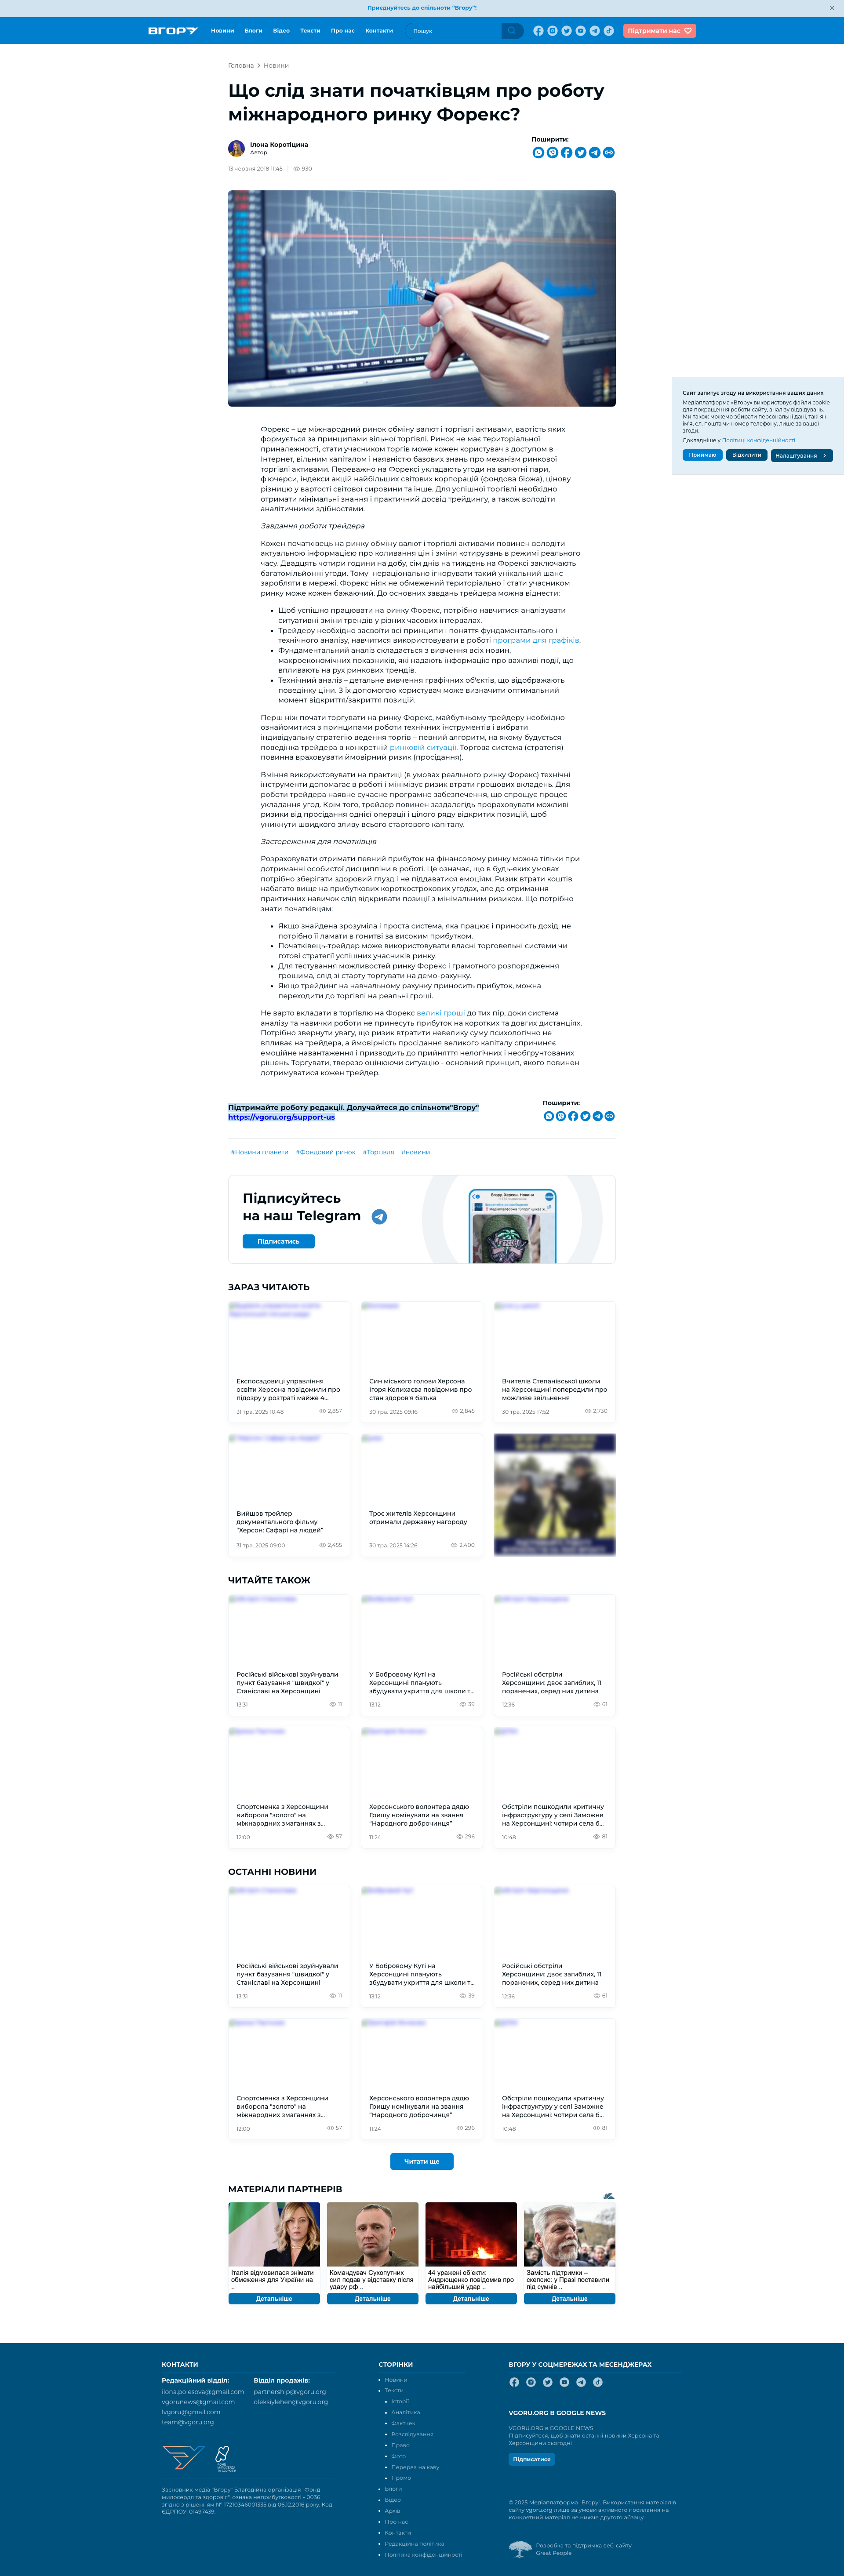 Приєднуйтесь до спільноти "Вгору"!
ВГОРУ
Новини
Блоги
Відео
Тексти
Про нас
Контакти
Пошук
Підтримати нас
Головна > Новини
Що слід знати початківцям про роботу
міжнародного ринку Форекс?
Ілона Коротіцина
Автор
Поширити:
13 червня 2018 11:45
930
Форекс – це міжнародний ринок обміну валют і торгівлі активами, вартість яких
формується за принципами вільної торгівлі. Ринок не має територіальної
приналежності, стати учасником торгів може кожен користувач з доступом в
інтернет, мінімальним капіталом і наявністю базових знань про механізм ринкової
торгівлі активами. Переважно на Форексі укладають угоди на валютні пари,
ф'ючерси, індекси акцій найбільших світових корпорацій (фондова біржа), цінову
різницю у вартості світової сировини та інше. Для успішної торгівлі необхідно
отримати мінімальні знання і практичний досвід трейдингу, а також володіти
аналітичними здібностями.
Завдання роботи трейдера
Кожен початківець на ринку обміну валют і торгівлі активами повинен володіти
актуальною інформацією про коливання цін і зміни котирувань в режимі реального
часу. Двадцять чотири години на добу, сім днів на тиждень на Форексі заключають
багатомільйонні угоди. Тому нераціонально ігнорувати такий унікальний шанс
заробляти в мережі. Форекс ніяк не обмежений територіально і стати учасником
ринку може кожен бажаючий. До основних завдань трейдера можна віднести:
Щоб успішно працювати на ринку Форекс, потрібно навчитися аналізувати
ситуативні зміни трендів у різних часових інтервалах.
Трейдеру необхідно засвоїти всі принципи і поняття фундаментального і
технічного аналізу, навчитися використовувати в роботі програми для графіків.
Фундаментальний аналіз складається з вивчення всіх новин,
макроекономічних показників, які надають інформацію про важливі події, що
впливають на рух ринкових трендів.
Технічний аналіз – детальне вивчення графічних об'єктів, що відображають
поведінку ціни. З їх допомогою користувач може визначити оптимальний
момент відкриття/закриття позицій.
Перш ніж почати торгувати на ринку Форекс, майбутньому трейдеру необхідно
ознайомитися з принципами роботи технічних інструментів і вибрати
індивідуальну стратегію ведення торгів – певний алгоритм, на якому будується
поведінка трейдера в конкретній ринковій ситуації. Торгова система (стратегія)
повинна враховувати ймовірний ризик (просідання).
Вміння використовувати на практиці (в умовах реального ринку Форекс) технічні
інструменти допомагає в роботі і мінімізує ризик втрати грошових вкладень. Для
роботи трейдера наявне сучасне програмне забезпечення, що спрощує процес
укладання угод. Крім того, трейдер повинен заздалегідь прораховувати можливі
ризики від просідання однієї операції і цілого ряду відкритих позицій, щоб
уникнути швидкого зливу всього стартового капіталу.
Застереження для початківців
Розраховувати отримати певний прибуток на фінансовому ринку можна тільки при
дотриманні особистої дисципліни в роботі. Це означає, що в будь-яких умовах
потрібно зберігати здоровий глузд і не піддаватися емоціям. Ризик втрати коштів
набагато вище на прибуткових короткострокових угодах, але до отримання
практичних навичок слід відкривати позиції з мінімальним ризиком. Що потрібно
знати початківцям:
Якщо знайдена зрозуміла і проста система, яка працює і приносить дохід, не
потрібно її ламати в гонитві за високим прибутком.
Початківець-трейдер може використовувати власні торговельні системи чи
готові стратегії успішних учасників ринку.
Для тестування можливостей ринку Форекс і грамотного розпорядження
грошима, слід зі старту торгувати на демо-рахунку.
Якщо трейдинг на навчальному рахунку приносить прибуток, можна
переходити до торгівлі на реальні гроші.
Не варто вкладати в торгівлю на Форекс великі гроші до тих пір, доки система
аналізу та навички роботи не принесуть прибуток на коротких та довгих дистанціях.
Потрібно звернути увагу, що ризик втратити невелику суму психологічно не
впливає на трейдера, а ймовірність просідання великого капіталу спричиняє
емоційне навантаження і призводить до прийняття нелогічних і необґрунтованих
рішень. Торгувати, тверезо оцінюючи ситуацію - основний принцип, якого повинен
дотримуватися кожен трейдер.
Сайт запитує згоду на використання ваших даних
Медіаплатформа «Вгору» використовує файли cookie
для покращення роботи сайту, аналізу відвідувань.
Ми також можемо збирати персональні дані, такі як
ім'я, ел. пошта чи номер телефону, лише за вашої
згоди.
Докладніше у Політиці конфіденційності
Приймаю
Відхилити
Налаштування
Підтримайте роботу редакції. Долучайтеся до спільноти"Вгору"
https://vgoru.org/support-us
Поширити:
#Новини планети #Фондовий ринок #Торгівля #новини
Підписуйтесь
на наш Telegram
Підписатись
ЗАРАЗ ЧИТАЮТЬ
Експосадовиці управління
освіти Херсона повідомили про
підозру у розтраті майже 4...
31 тра. 2025 10:48
2,857
Син міського голови Херсона
Ігоря Колихаєва повідомив про
стан здоров'я батька
30 тра. 2025 09:16
2,845
Вчителів Степанівської школи
на Херсонщині попередили про
можливе звільнення
30 тра. 2025 17:52
2,730
Вийшов трейлер
документального фільму
"Херсон: Сафарі на людей"
31 тра. 2025 09:00
2,455
Троє жителів Херсонщини
отримали державну нагороду
30 тра. 2025 14:26
2,400
ЧИТАЙТЕ ТАКОЖ
Російські військові зруйнували
пункт базування "швидкої" у
Станіславі на Херсонщині
13:31
11
У Бобровому Куті на
Херсонщині планують
збудувати укриття для школи т...
13:12
39
Російські обстріли
Херсонщини: двоє загиблих, 11
поранених, серед них дитина
12:36
61
Спортсменка з Херсонщини
виборола "золото" на
міжнародних змаганнях з...
12:00
57
Херсонського волонтера дядю
Гришу номінували на звання
"Народного доброчинця"
11:24
296
Обстріли пошкодили критичну
інфраструктуру у селі Заможне
на Херсонщині: чотири села б...
10:48
81
ОСТАННІ НОВИНИ
Російські військові зруйнували
пункт базування "швидкої" у
Станіславі на Херсонщині
13:31
11
У Бобровому Куті на
Херсонщині планують
збудувати укриття для школи т...
13:12
39
Російські обстріли
Херсонщини: двоє загиблих, 11
поранених, серед них дитина
12:36
61
Спортсменка з Херсонщини
виборола "золото" на
міжнародних змаганнях з...
12:00
57
Херсонського волонтера дядю
Гришу номінували на звання
"Народного доброчинця"
11:24
296
Обстріли пошкодили критичну
інфраструктуру у селі Заможне
на Херсонщині: чотири села б...
10:48
81
Читати ще
МАТЕРІАЛИ ПАРТНЕРІВ
Італія відмовилася знімати
обмеження для України на
...
Детальніше
Командувач Сухопутних
сил подав у відставку після
удару рф ...
Детальніше
44 уражені об'єкти:
Андрющенко повідомив про
найбільший удар ...
Детальніше
Замість підтримки –
скепсис: у Празі поставили
під сумнів ...
Детальніше
КОНТАКТИ
Редакційний відділ:
ilona.polesova@gmail.com
vgorunews@gmail.com
lvgoru@gmail.com
team@vgoru.org
Відділ продажів:
partnership@vgoru.org
oleksiylehen@vgoru.org
Засновник медіа "Вгору" Благодійна організація "Фонд
милосердя та здоров'я", ознака неприбутковості - 0036
згідно з рішенням № 17210346001335 від 06.12.2016 року. Код
ЄДРПОУ: 01497439.
СТОРІНКИ
Новини
Тексти
Історії
Аналітика
Фактчек
Розслідування
Право
Фото
Перерва на каву
Промо
Блоги
Відео
Архів
Про нас
Контакти
Редакційна політика
Політика конфіденційності
ВГОРУ У СОЦМЕРЕЖАХ ТА МЕСЕНДЖЕРАХ
VGORU.ORG В GOOGLE NEWS
VGORU.ORG в GOOGLE NEWS
Підписуйтеся, щоб знати останні новини Херсона та
Херсонщини сьогодні
Підписатися
© 2025 Медіаплатформа "Вгору". Використання матеріалів
сайту vgoru.org лише за умови активного посилання на
конкретний матеріал не нижче другого абзацу.
Розробка та підтримка веб-сайту
Great People